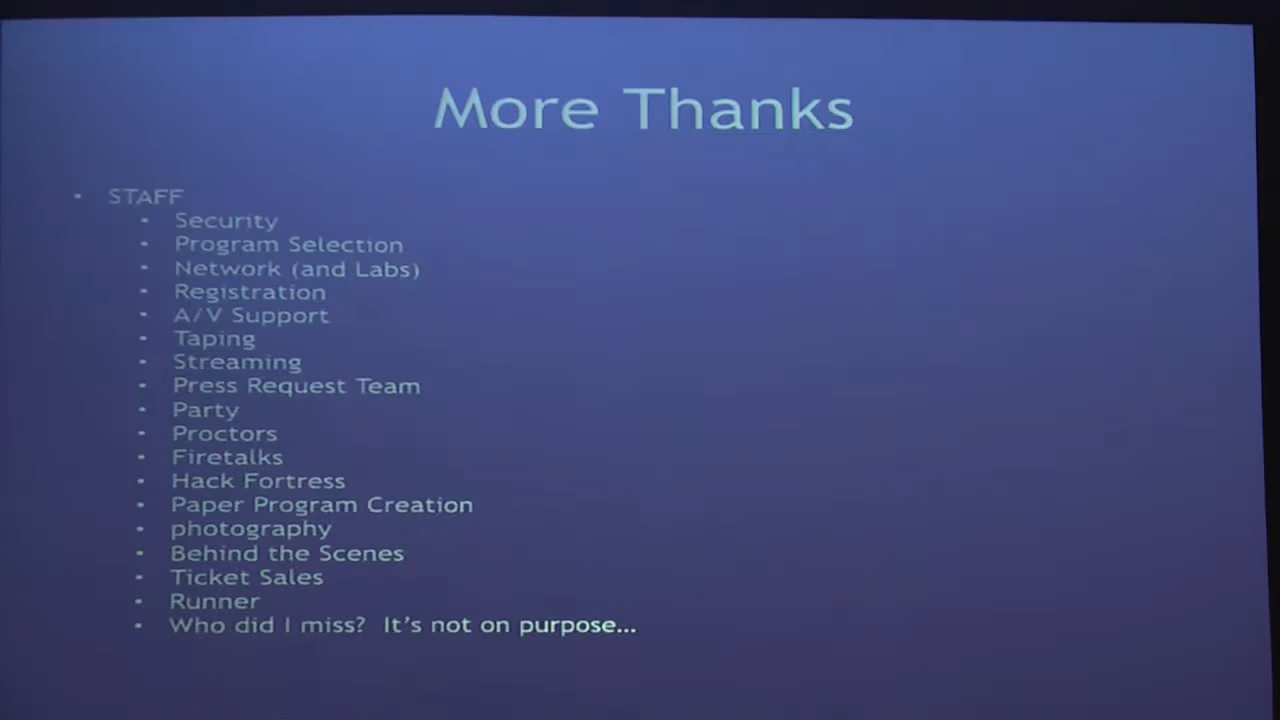 More Thanks
• STAFF
• Security
• Program Selection
• Network (and Labs)
• Registration
• A/V Support
• Taping
• Streaming
• Press Request Team
• Party
• Proctors
• Firetalks
• Hack Fortress
• Paper Program Creation
• photography
• Behind the Scenes
• Ticket Sales
• Runner
• Who did I miss?  It's not on purpose...